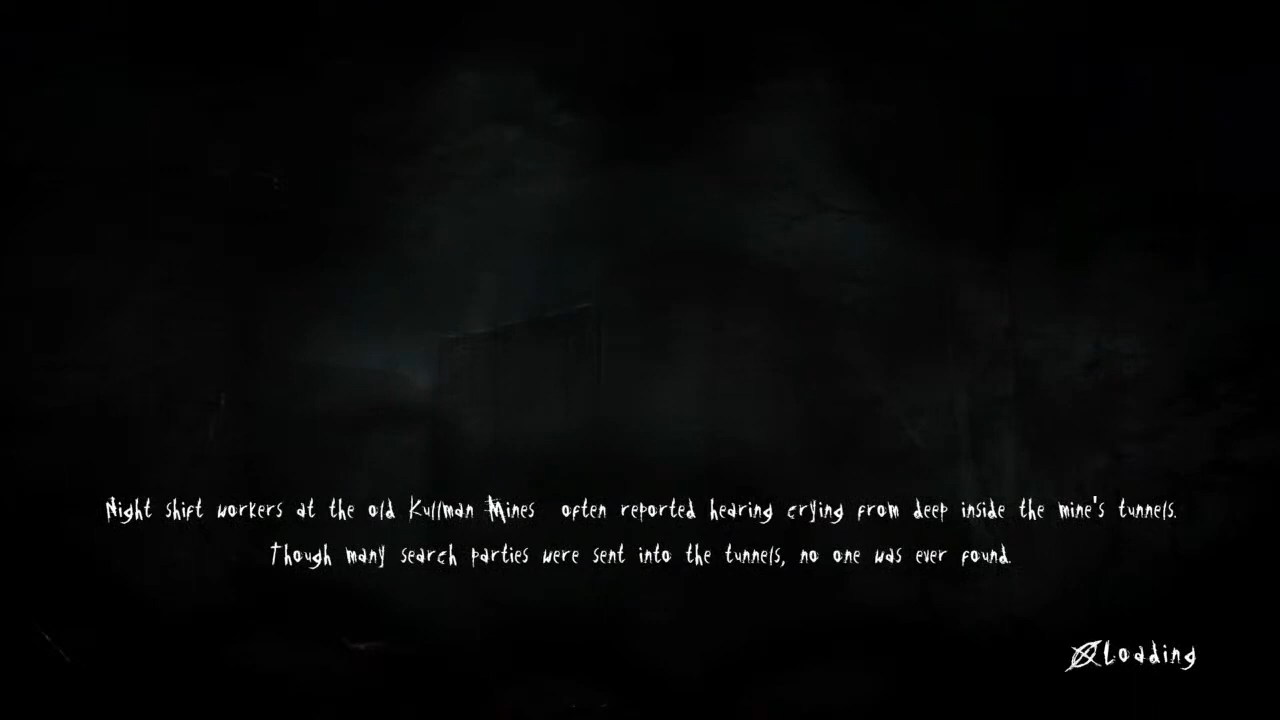 Night shift workers at the old Kullman Mines often reported hearing crying from deep inside the mine's tunnels.
Though many search parties were sent into the tunnels, no one was ever found.
Loading